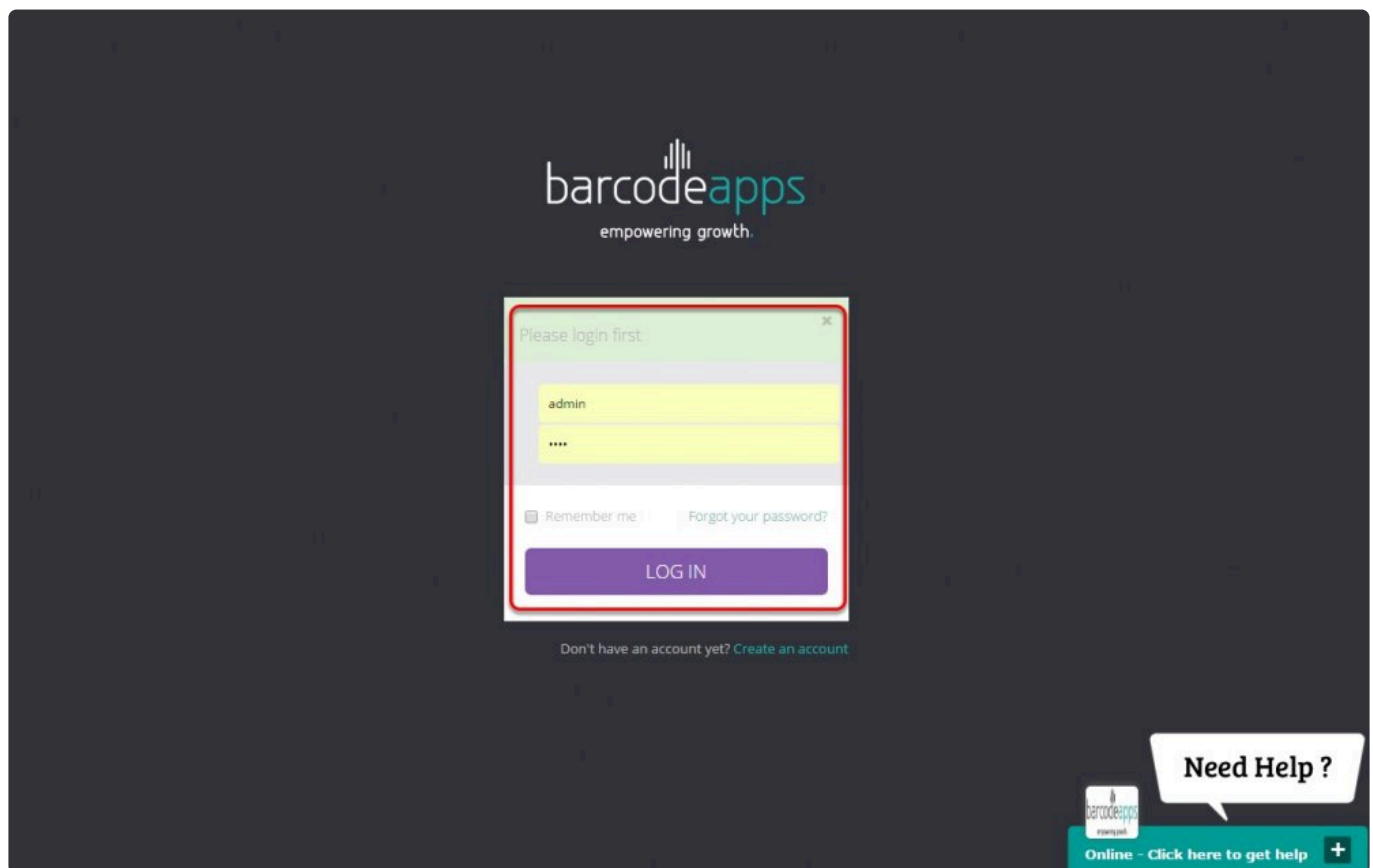 barcodeapps
empowering growth.
Please login first
admin
••••
Remember me
Forgot your password?
LOG IN
Don't have an account yet? Create an account
Need Help ?
barcodeapps
Online - Click here to get help